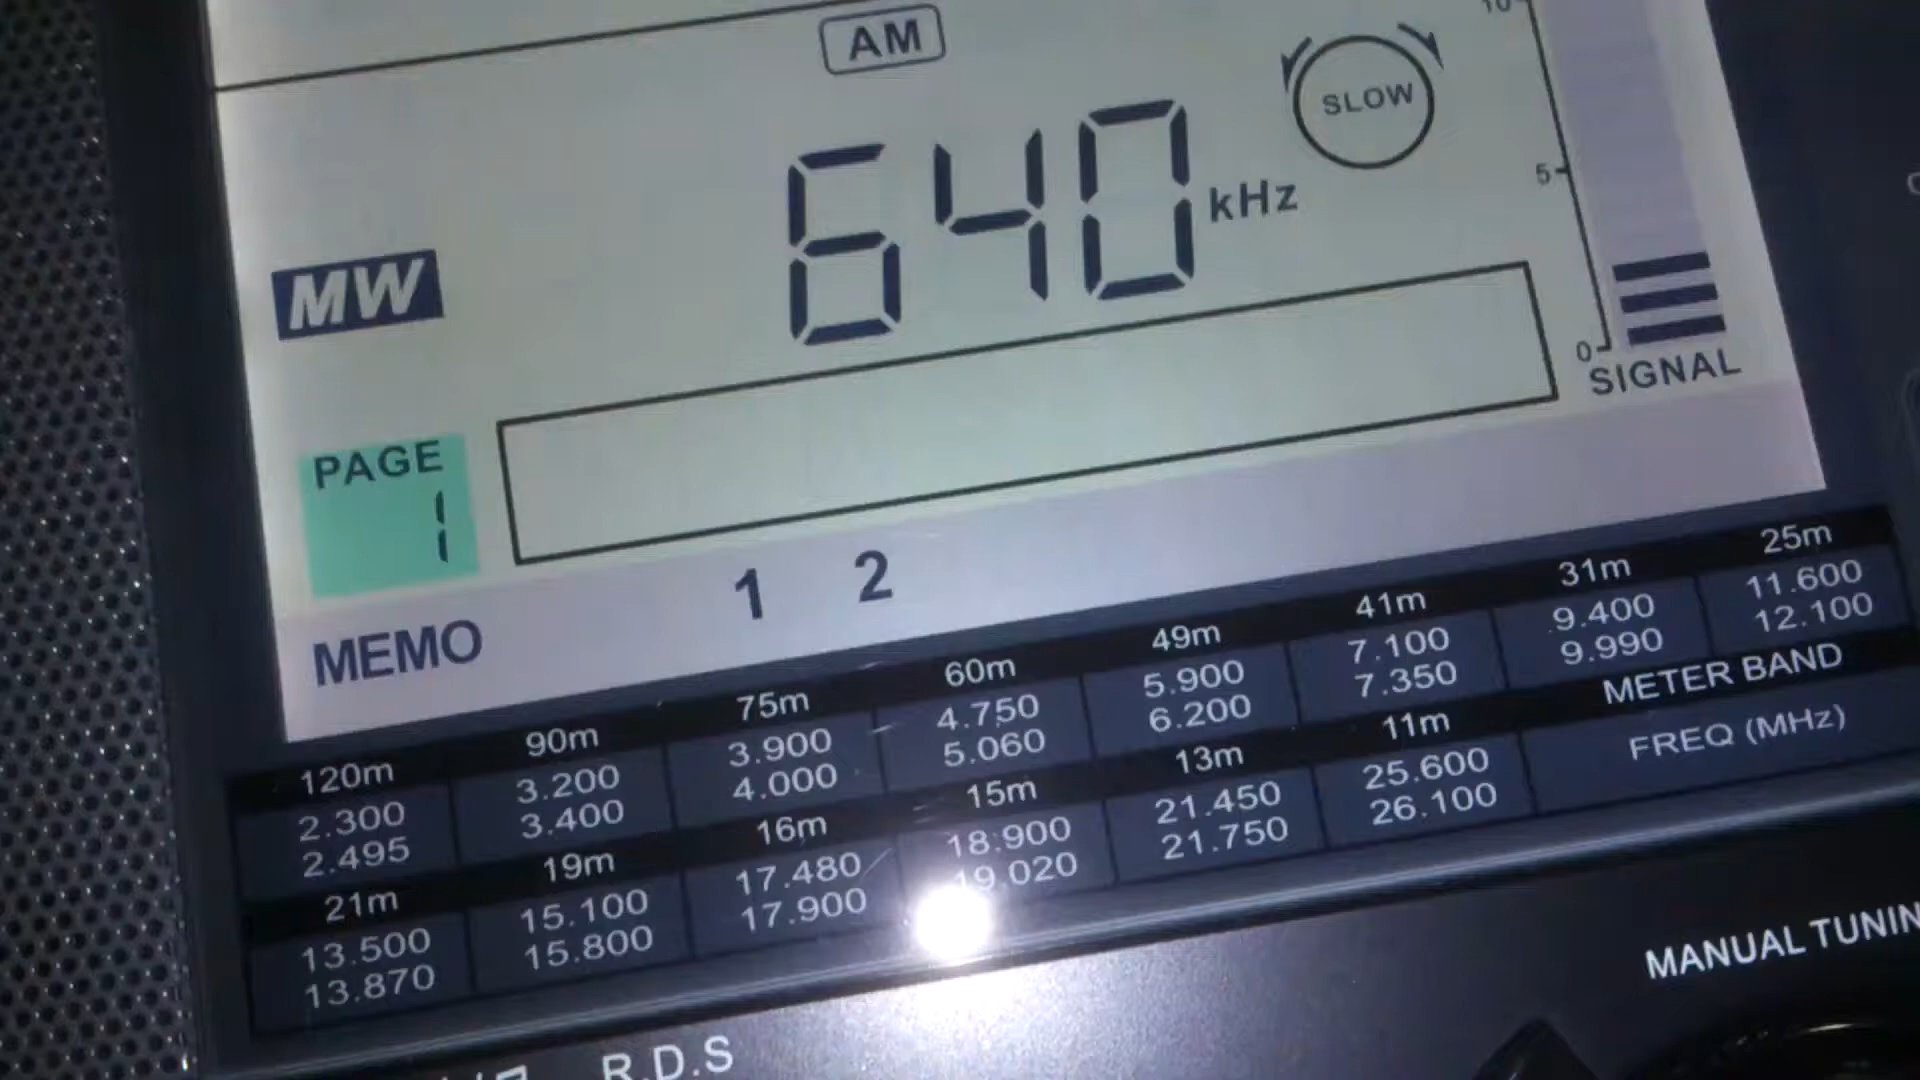 AM
SLOW
10
5
0
SIGNAL
640 kHz
MW
PAGE
1
MEMO 1 2
120m 90m 75m 60m 49m 41m 31m 25m
2.300 3.200 3.900 4.750 5.900 7.100 9.400 11.600
2.495 3.400 4.000 5.060 6.200 7.350 9.990 12.100
21m 19m 16m 15m 13m 11m METER BAND
13.500 15.100 17.480 18.900 21.450 25.600 FREQ (MHz)
13.870 15.800 17.900 19.020 21.750 26.100
MANUAL TUNIN
R.D.S